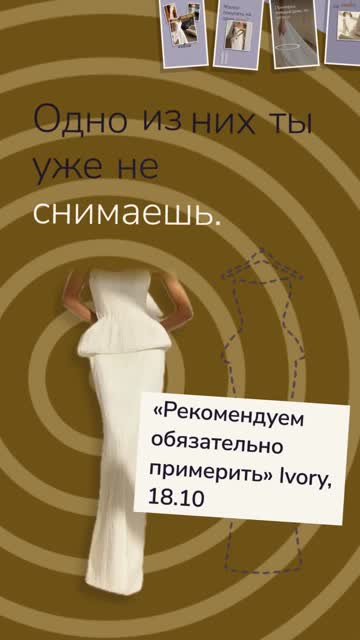 Одно из них ты
уже не
снимаешь.
«Рекомендуем
обязательно
примерить» Ivory,
18.10